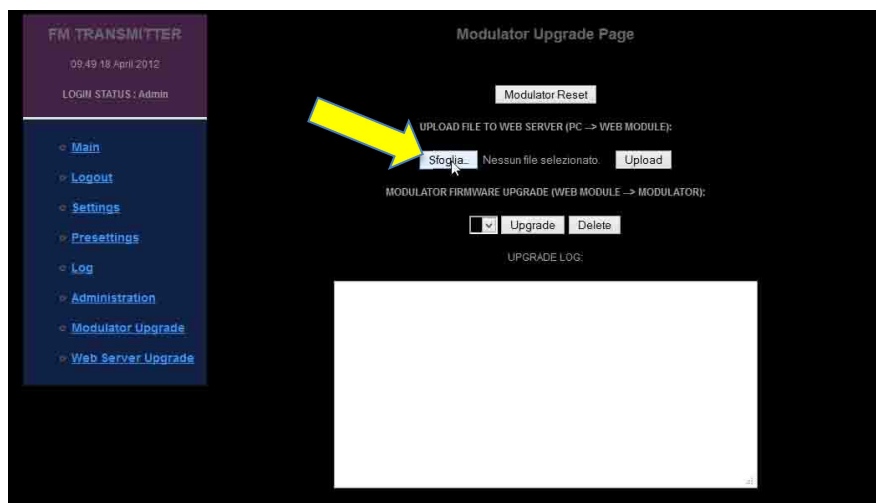 FM TRANSMITTER
09:49 18 April 2012
LOGIN STATUS : Admin
Main
Logout
Settings
Presettings
Log
Administration
Modulator Upgrade
Web Server Upgrade
Modulator Upgrade Page
Modulator Reset
UPLOAD FILE TO WEB SERVER (PC --> WEB MODULE):
Sfoglia... Nessun file selezionato. Upload
MODULATOR FIRMWARE UPGRADE (WEB MODULE --> MODULATOR):
Upgrade Delete
UPGRADE LOG: